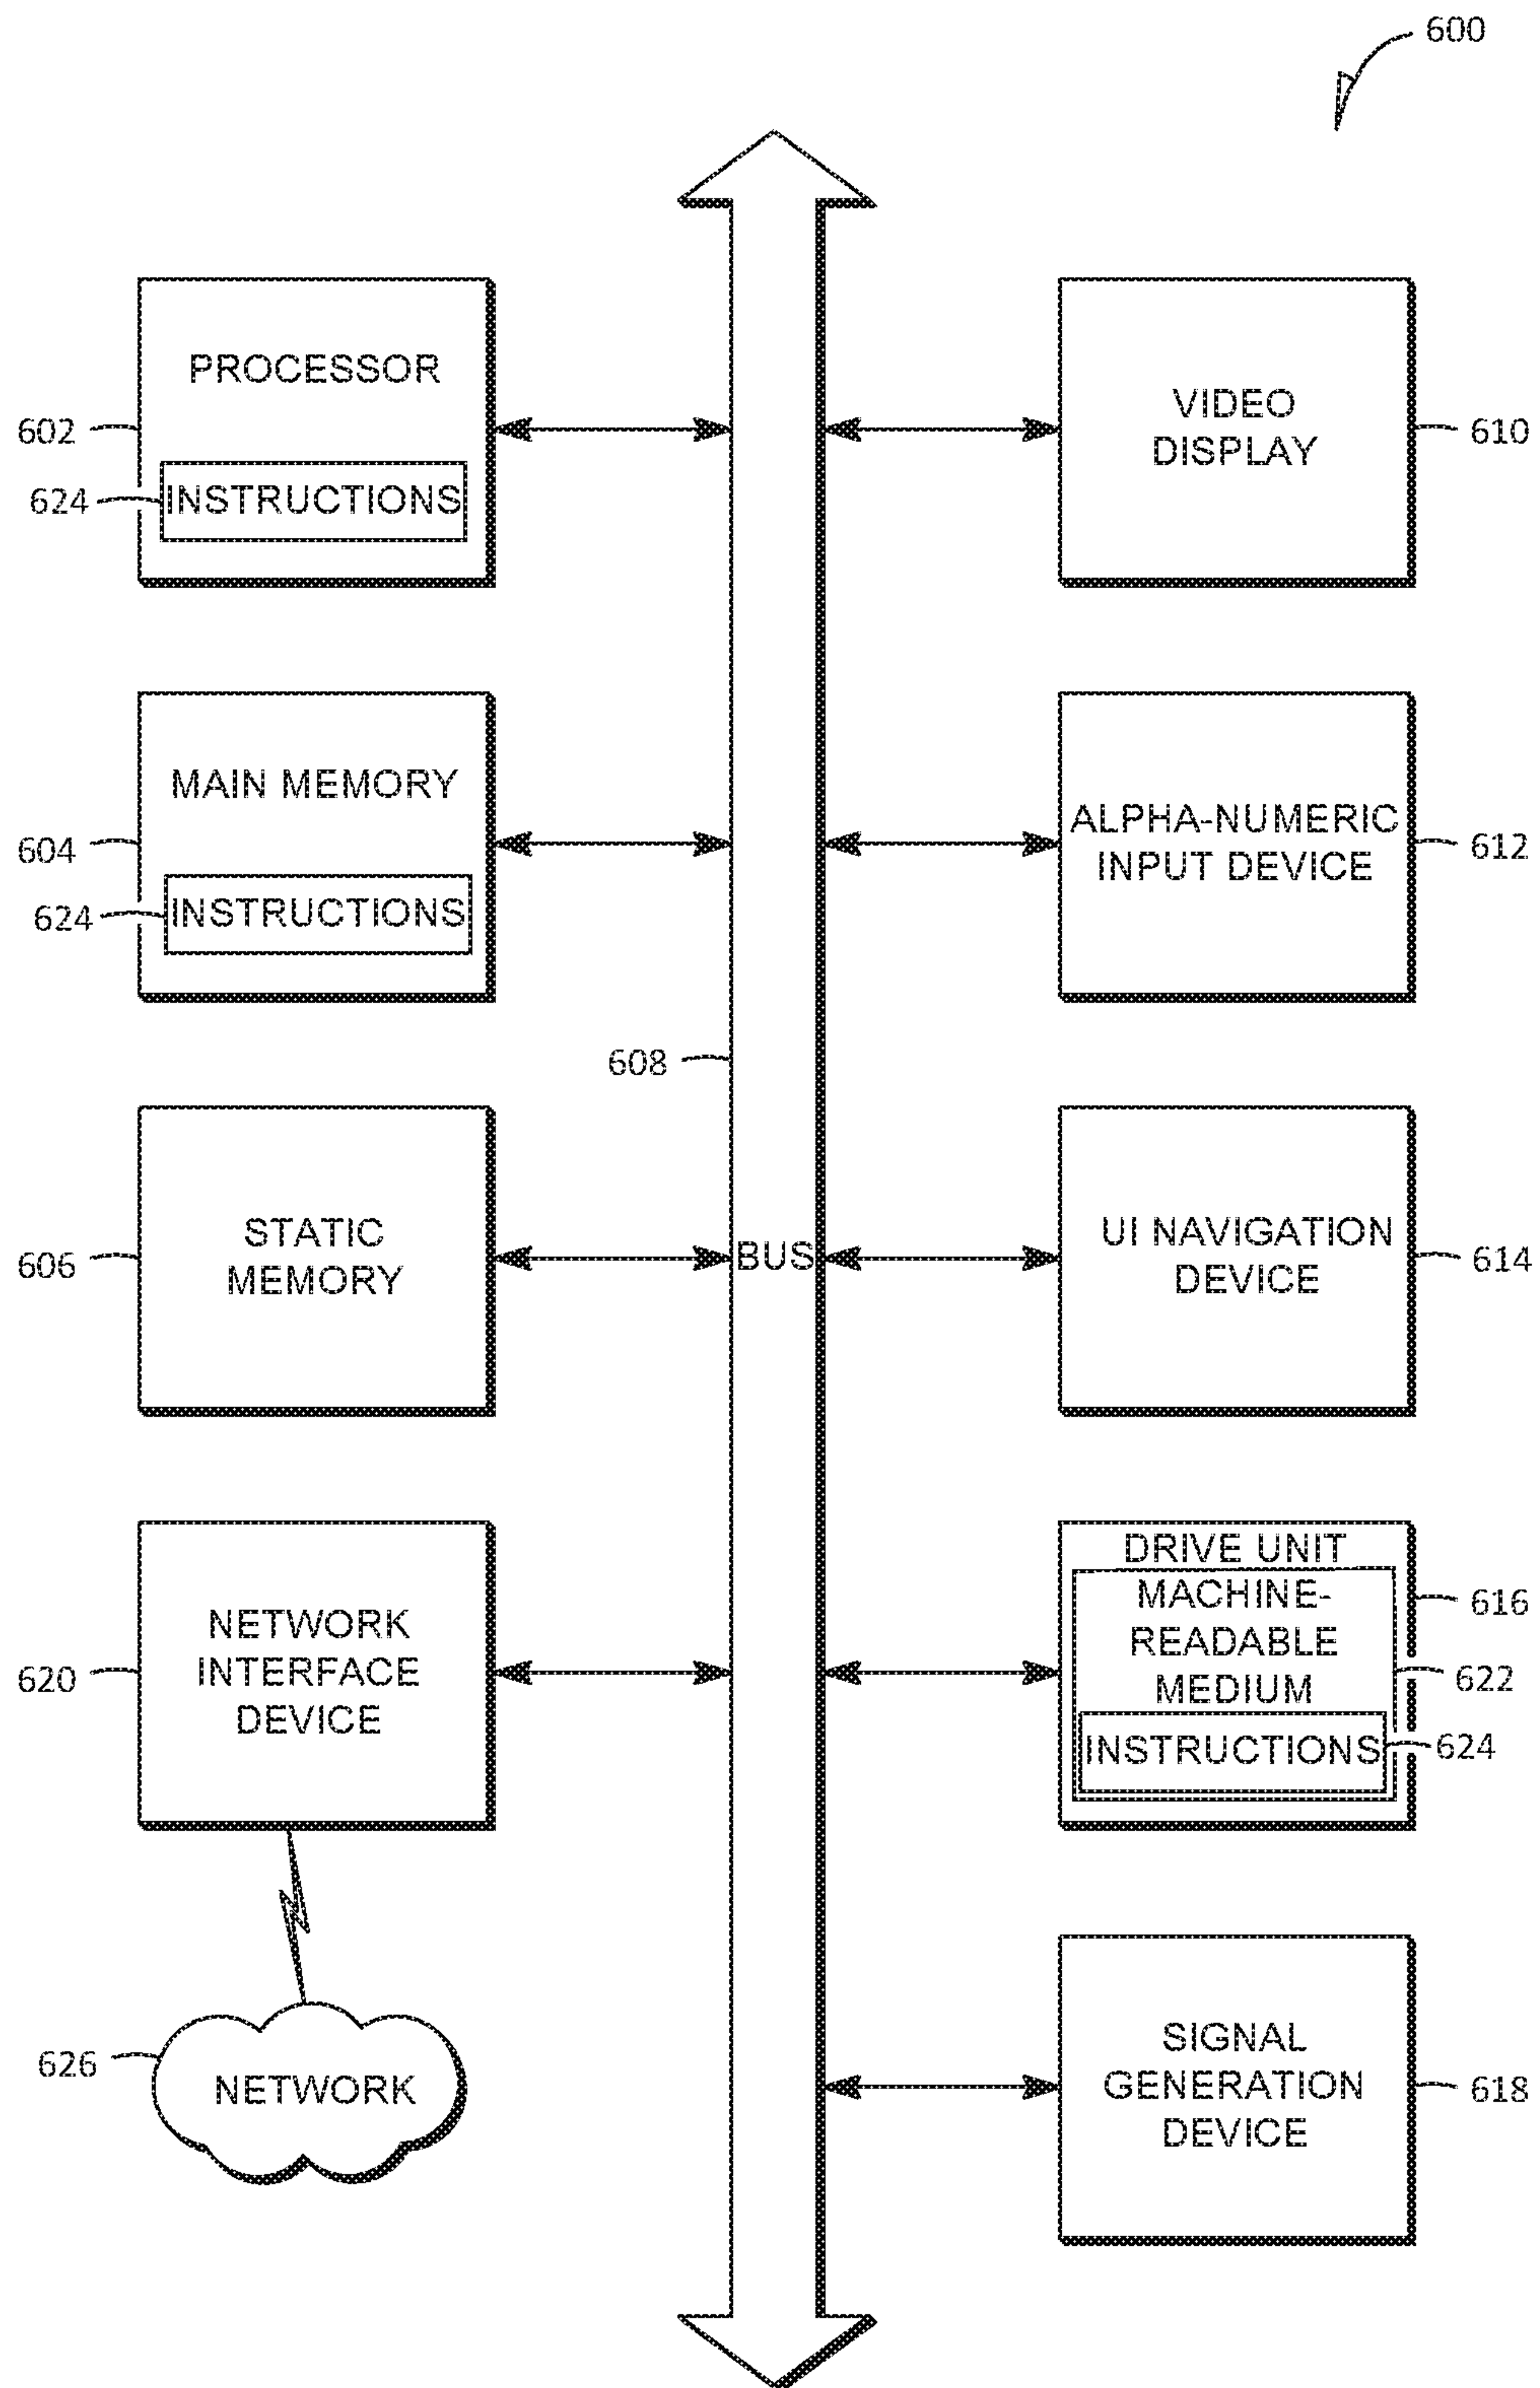 600
PROCESSOR
602
624
INSTRUCTIONS
VIDEO
DISPLAY
610
MAIN MEMORY
604
624
INSTRUCTIONS
ALPHA-NUMERIC
INPUT DEVICE
612
608
STATIC
MEMORY
606
BUS
UI NAVIGATION
DEVICE
614
NETWORK
INTERFACE
DEVICE
620
DRIVE UNIT
MACHINE-
READABLE
MEDIUM
616
622
INSTRUCTIONS
624
626
NETWORK
SIGNAL
GENERATION
DEVICE
618